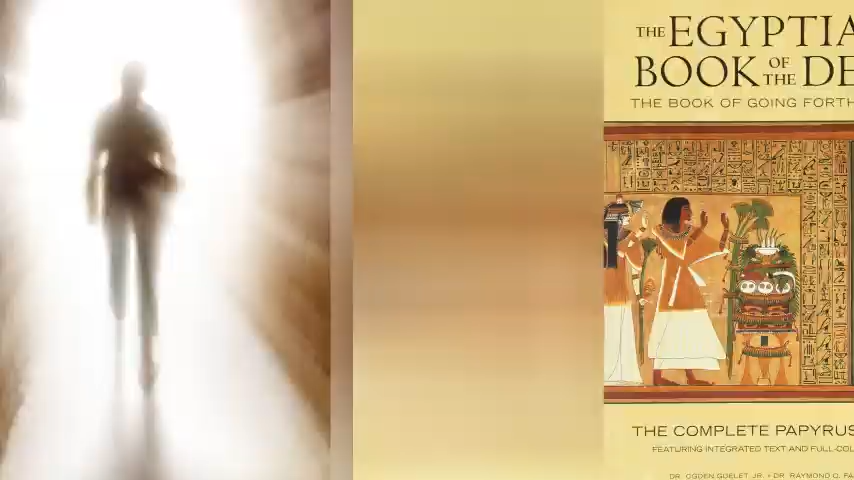 THE EGYPTIA
BOOK OF THE DE
THE BOOK OF GOING FORTH
THE COMPLETE PAPYRUS
FEATURING INTEGRATED TEXT AND FULL-COL
DR. OGDEN GOELET, JR. • DR. RAYMOND O. FA